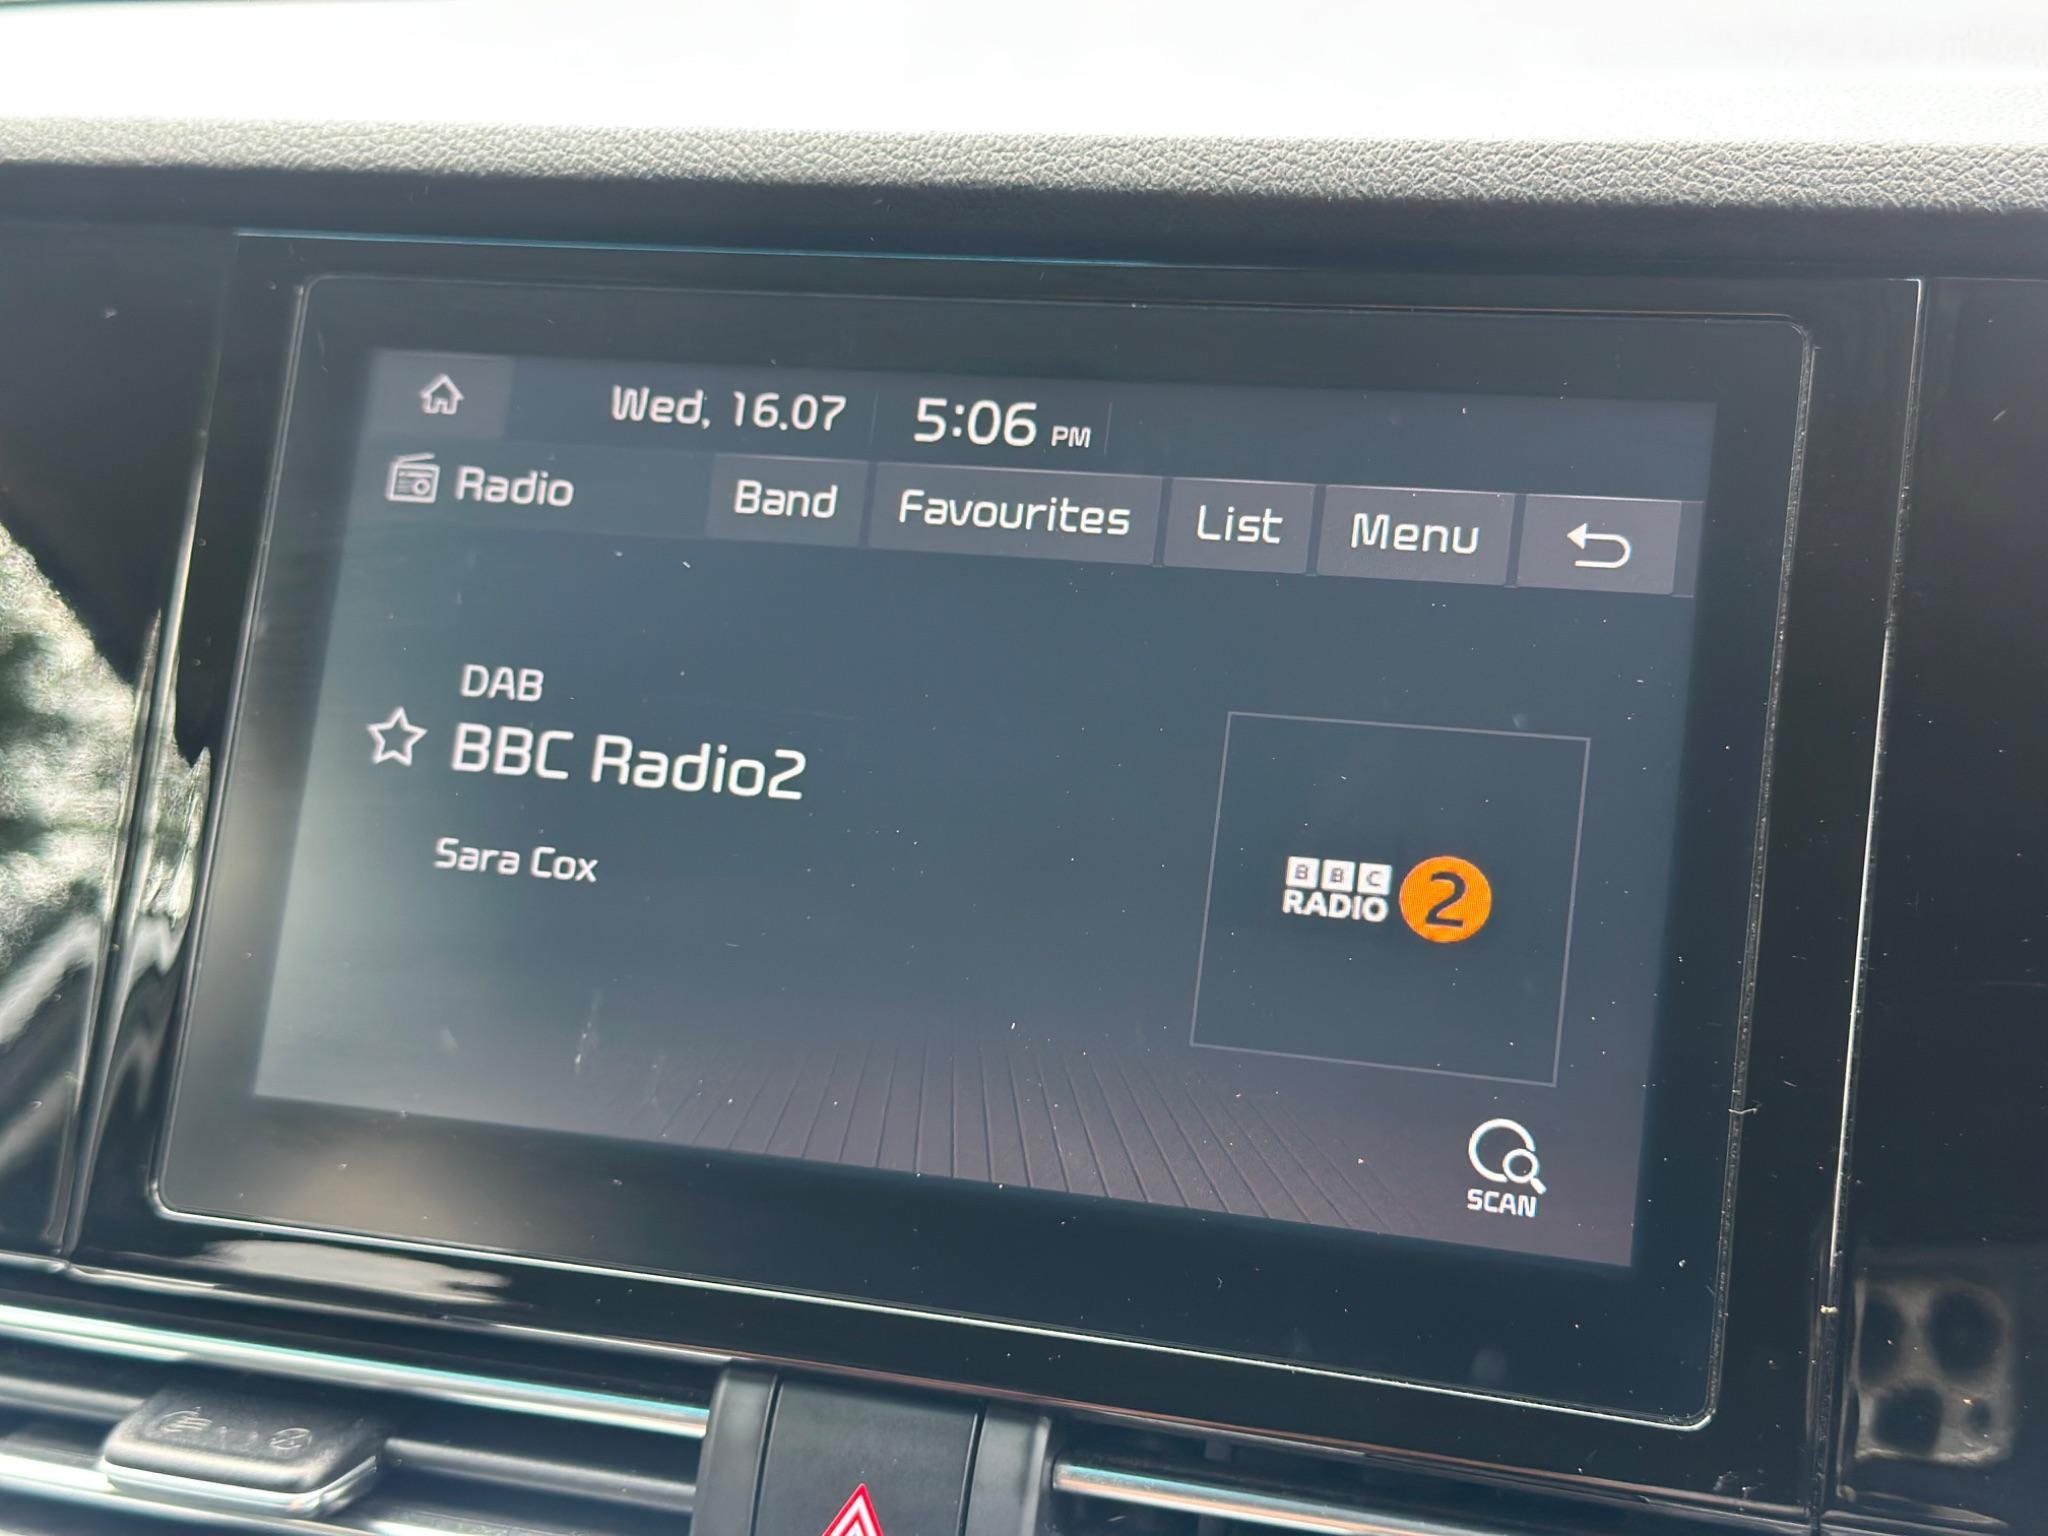 Wed, 16.07 5:06 PM
Radio Band Favourites List Menu
DAB
BBC Radio2
Sara Cox
BBC
RADIO 2
SCAN